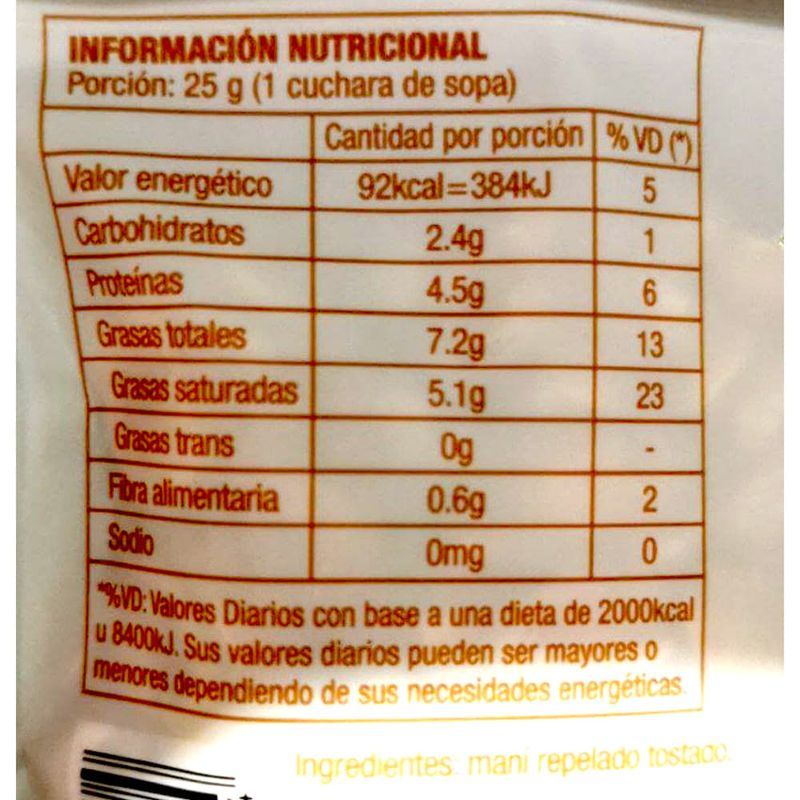 INFORMACIÓN NUTRICIONAL
Porción: 25 g (1 cuchara de sopa)
Cantidad por porción % VD (*)
Valor energético 92kcal=384kJ 5
Carbohidratos 2.4g 1
Proteínas 4.5g 6
Grasas totales 7.2g 13
Grasas saturadas 5.1g 23
Grasas trans 0g -
Fibra alimentaria 0.6g 2
Sodio 0mg 0
*%VD: Valores Diarios con base a una dieta de 2000kcal
u 8400kJ. Sus valores diarios pueden ser mayores o
menores dependiendo de sus necesidades energéticas.
Ingredientes: maní repelado tostado.